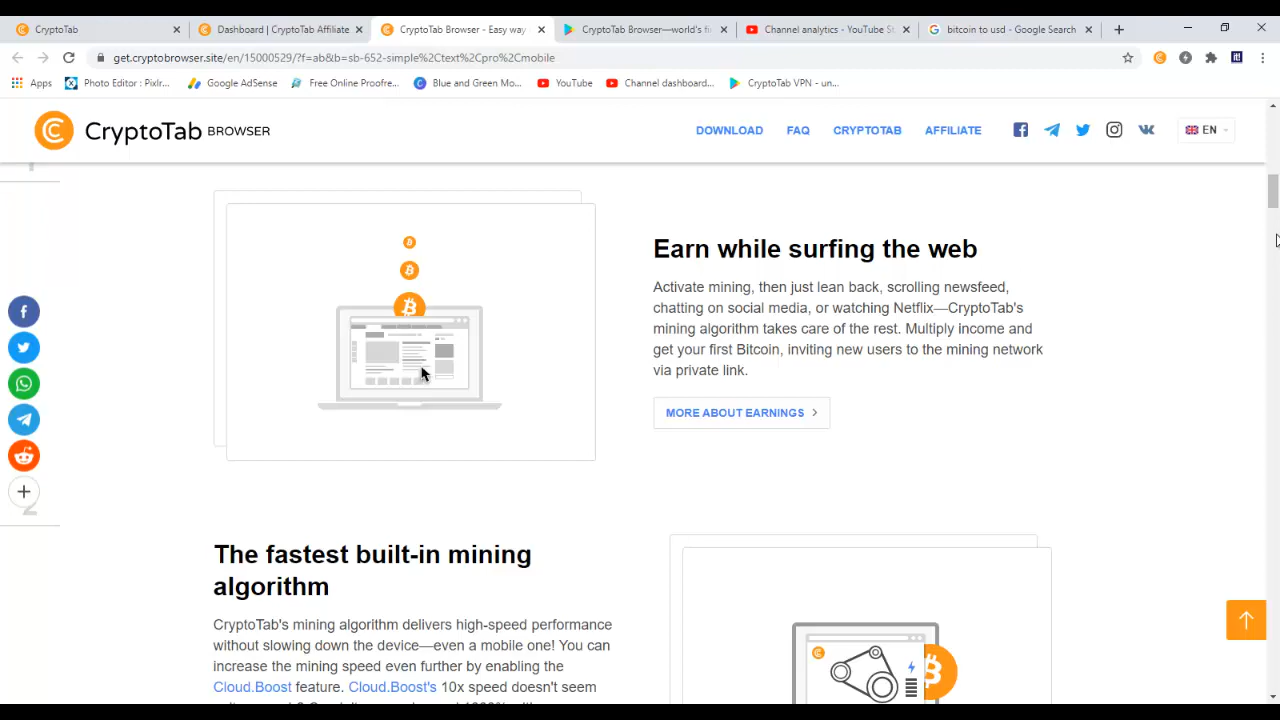 CryptoTab
Dashboard | CryptoTab Affiliate
CryptoTab Browser - Easy way
CryptoTab Browser—world's fi
Channel analytics - YouTube St
bitcoin to usd - Google Search
get.cryptobrowser.site/en/15000529/?f=ab&b=sb-652-simple%2Ctext%2Cpro%2Cmobile
Apps
Photo Editor : Pixlr...
Google AdSense
Free Online Proofre...
Blue and Green Mo...
YouTube
Channel dashboard...
CryptoTab VPN - un...
CryptoTab BROWSER
DOWNLOAD
FAQ
CRYPTOTAB
AFFILIATE
EN
Earn while surfing the web
Activate mining, then just lean back, scrolling newsfeed,
chatting on social media, or watching Netflix—CryptoTab's
mining algorithm takes care of the rest. Multiply income and
get your first Bitcoin, inviting new users to the mining network
via private link.
MORE ABOUT EARNINGS
2
The fastest built-in mining
algorithm
CryptoTab's mining algorithm delivers high-speed performance
without slowing down the device—even a mobile one! You can
increase the mining speed even further by enabling the
Cloud.Boost feature. Cloud.Boost's 10x speed doesn't seem